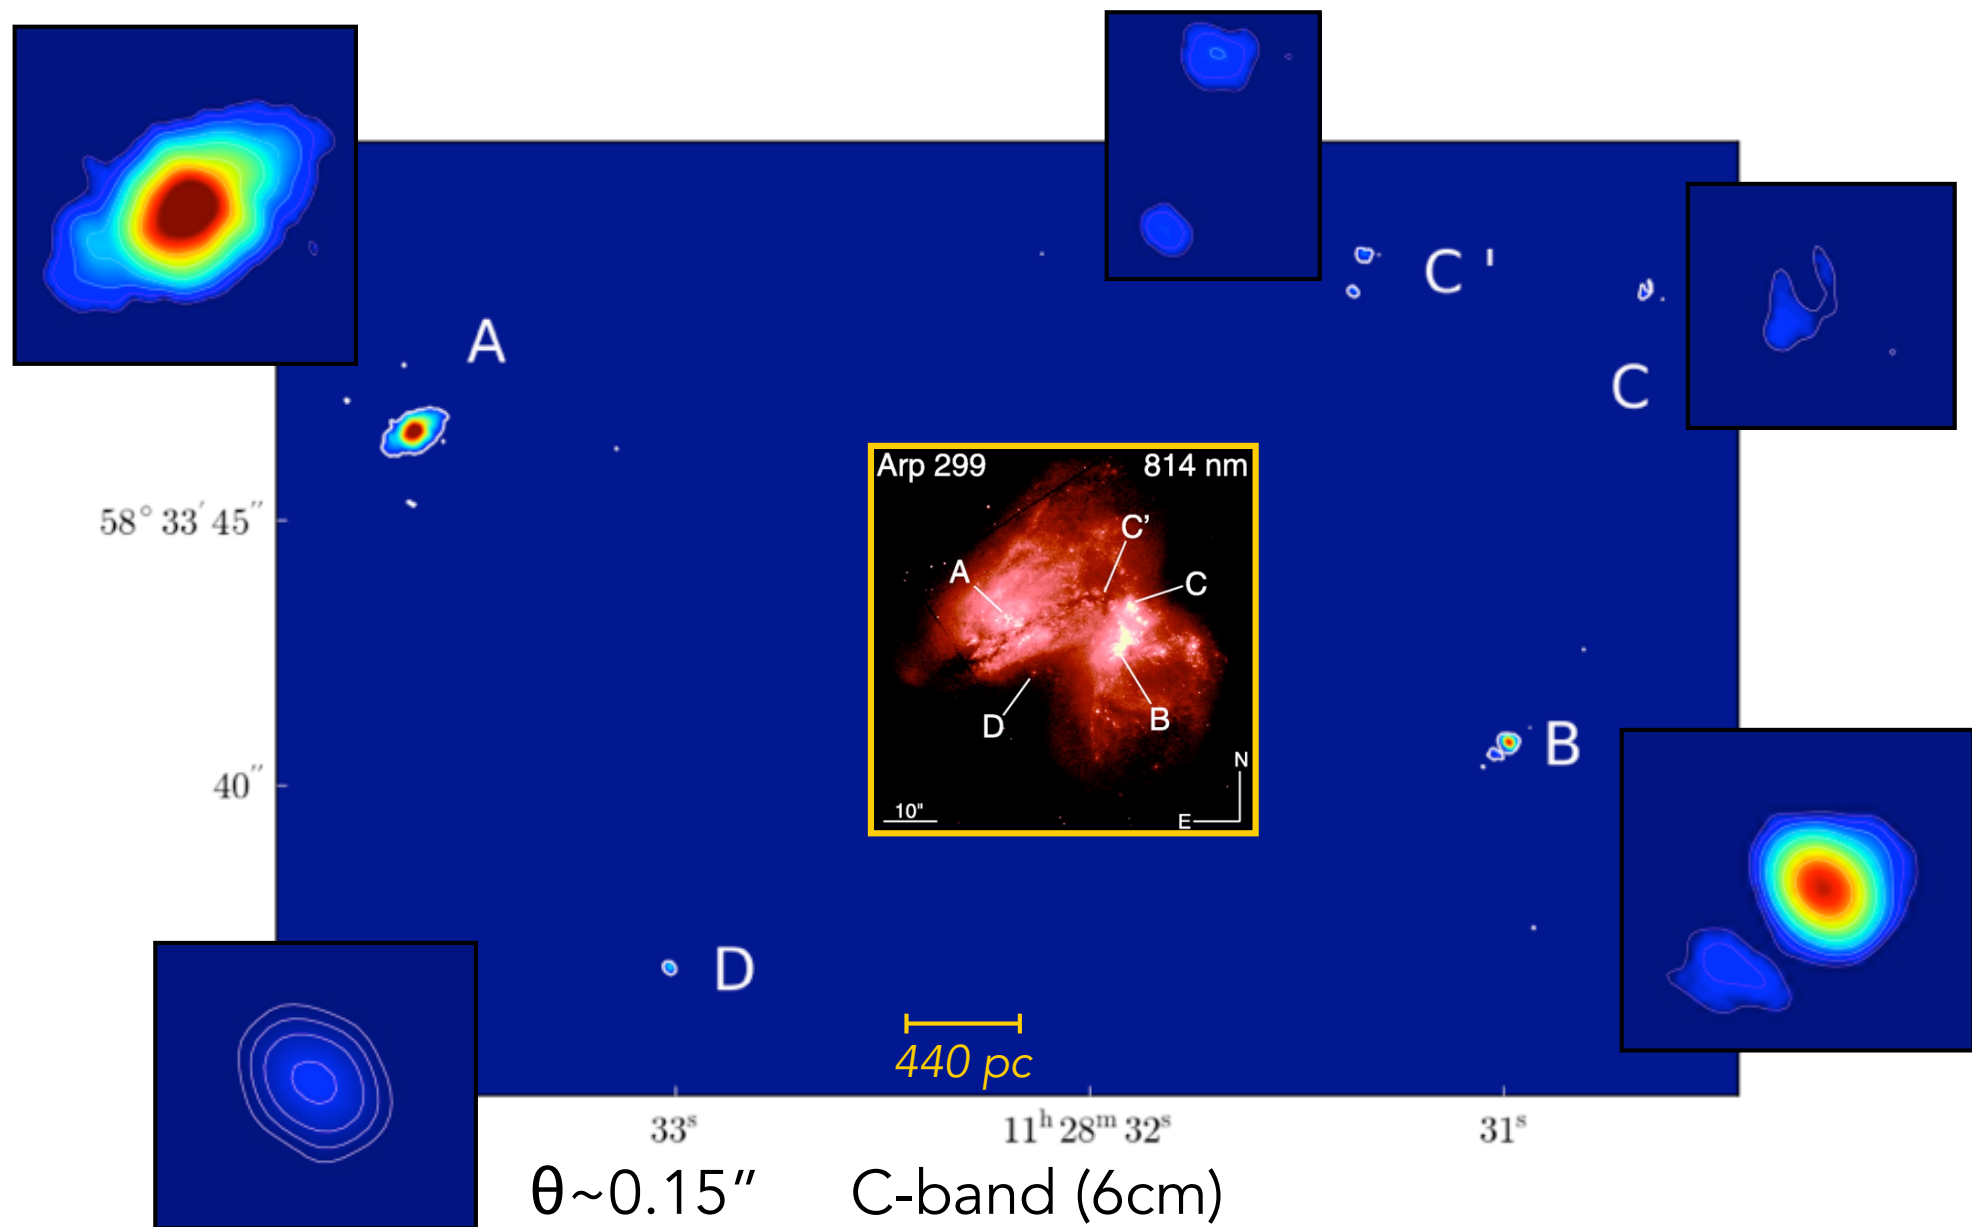 C '
A
C
58° 33′ 45″
Arp 299 814 nm
C’
A
C
D
B
N
10" E
B
40″
D
440 pc
33ˢ 11ʰ 28ᵐ 32ˢ 31ˢ
θ~0.15” C-band (6cm)